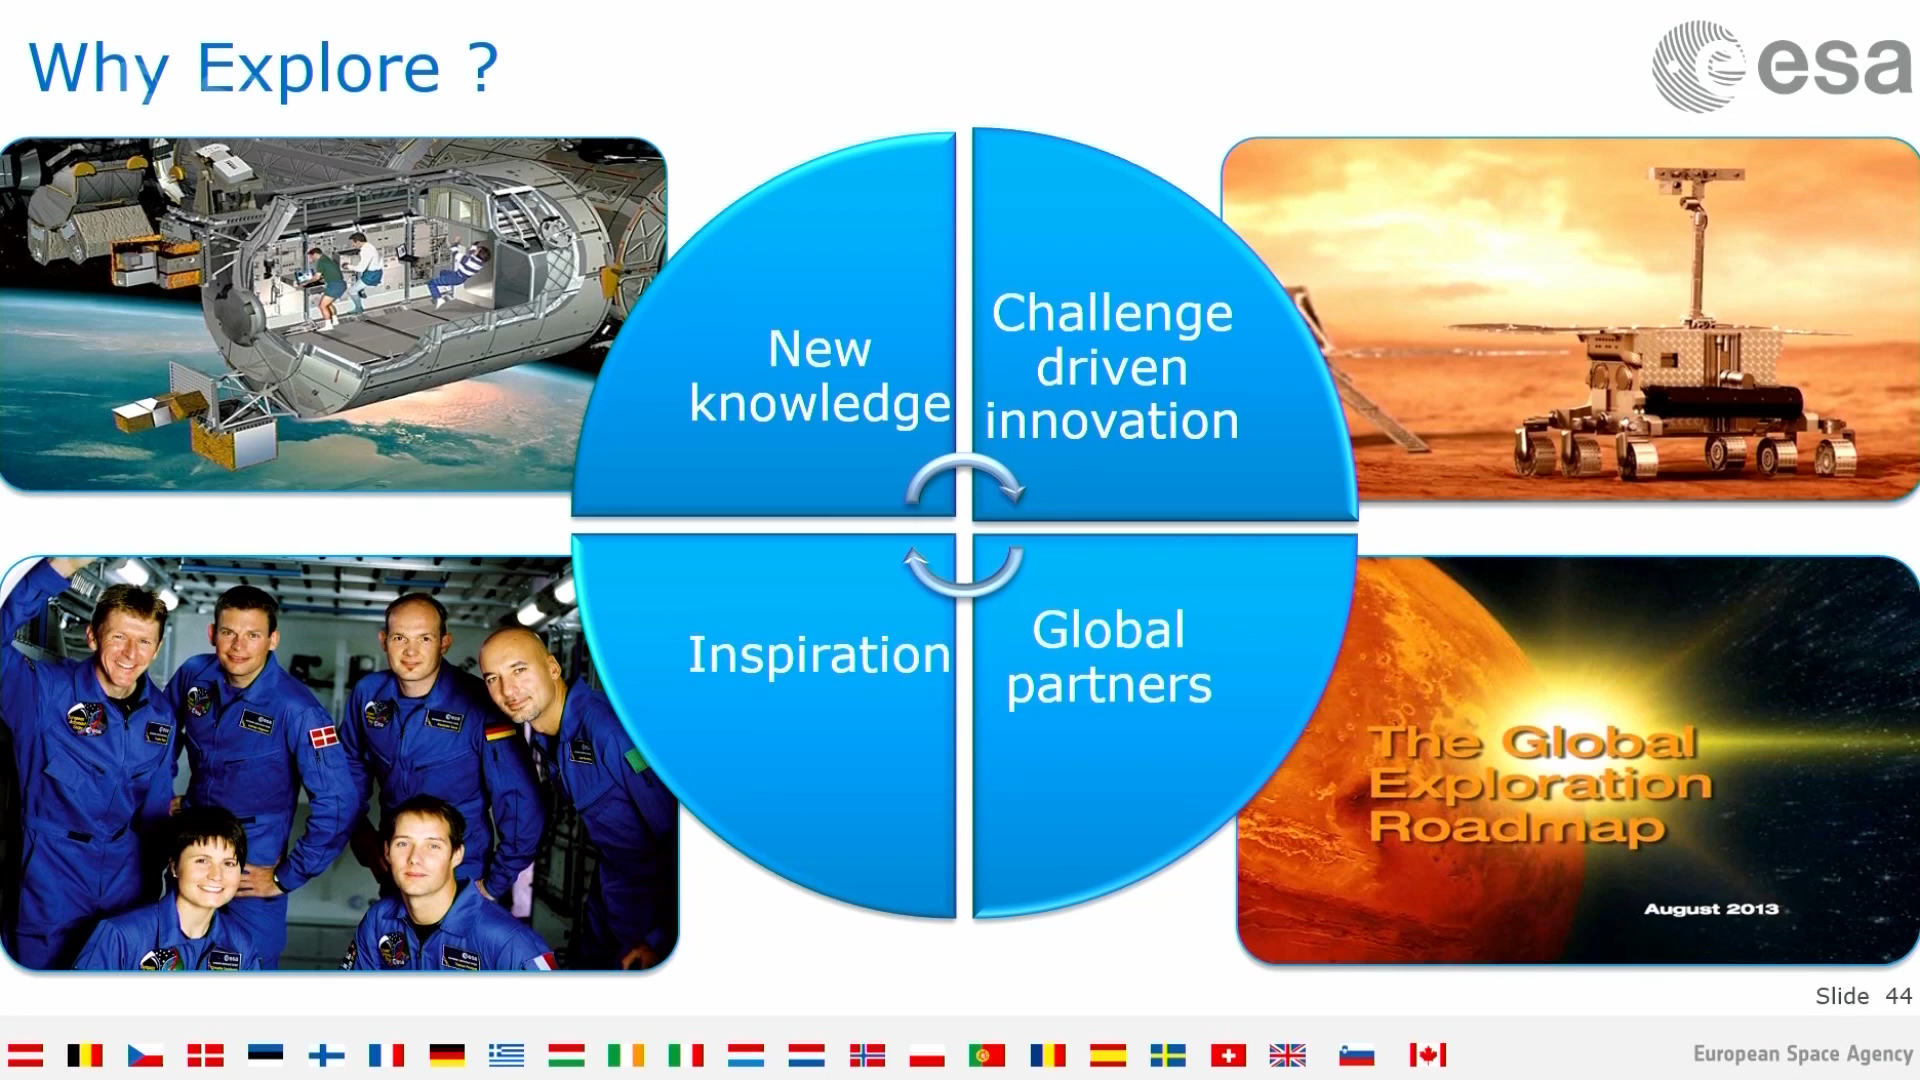 Why Explore ?
esa
New
knowledge
Challenge
driven
innovation
Inspiration
Global
partners
The Global
Exploration
Roadmap
August 2013
Slide 44
European Space Agency